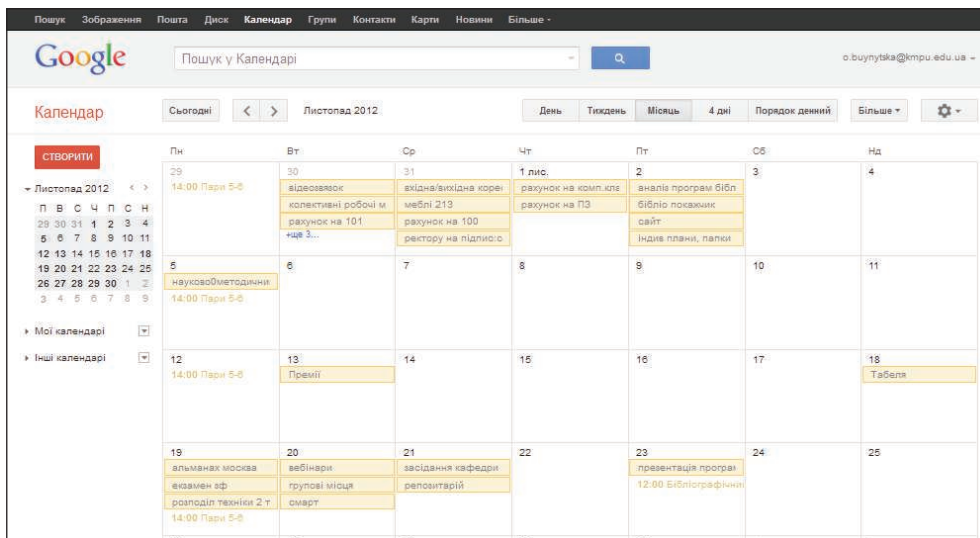 Пошук Зображення Пошта Диск Календар Групи Контакти Карти Новини Більше
Google
Пошук у Календарі
o.buynytska@kmpu.edu.ua
Календар
Сьогодні < > Листопад 2012
День Тиждень Місяць 4 дні Порядок денний Більше
СТВОРИТИ
Листопад 2012 < >
П В С Ч П С Н
29 30 31 1 2 3 4
5 6 7 8 9 10 11
12 13 14 15 16 17 18
19 20 21 22 23 24 25
26 27 28 29 30 1 2
3 4 5 6 7 8 9
Мої календарі
Інші календарі
Пн Вт Ср Чт Пт Сб Нд
29 30 31 1 лис. 2 3 4
14:00 Пари 5-6 відеозвязок вхідна/вихідна корес рахунок на комп.кла аналіз програм бібл
колективні робочі м меблі 213 рахунок на ПЗ бібліо покажчик
рахунок на 101 рахунок на 100 сайт
+ще 3... ректору на підпис:с індив плани, папки
5 6 7 8 9 10 11
науково0методични
14:00 Пари 5-6
12 13 14 15 16 17 18
14:00 Пари 5-6 Премії Табеля
19 20 21 22 23 24 25
альманах москва вебінари засідання кафедри презентація програм
екзамен зф групові місця репозитарій 12:00 Бібліографічни
розподіл техніки 2 т смарт
14:00 Пари 5-6